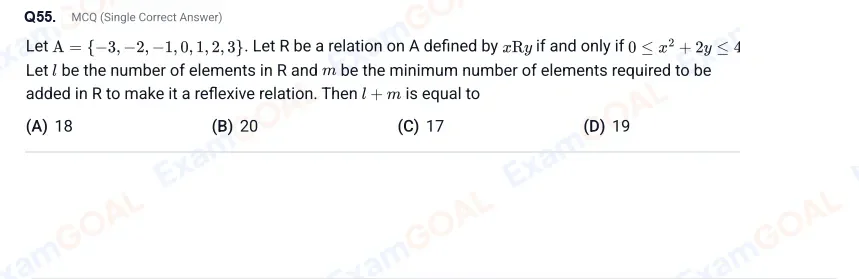 Q55. MCQ (Single Correct Answer)
Let A = {−3, −2, −1, 0, 1, 2, 3}. Let R be a relation on A defined by xRy if and only if 0 ≤ x² + 2y ≤ 4
Let l be the number of elements in R and m be the minimum number of elements required to be
added in R to make it a reflexive relation. Then l + m is equal to
(A) 18 (B) 20 (C) 17 (D) 19
ExamGOAL
ExamGOAL
ExamGOAL